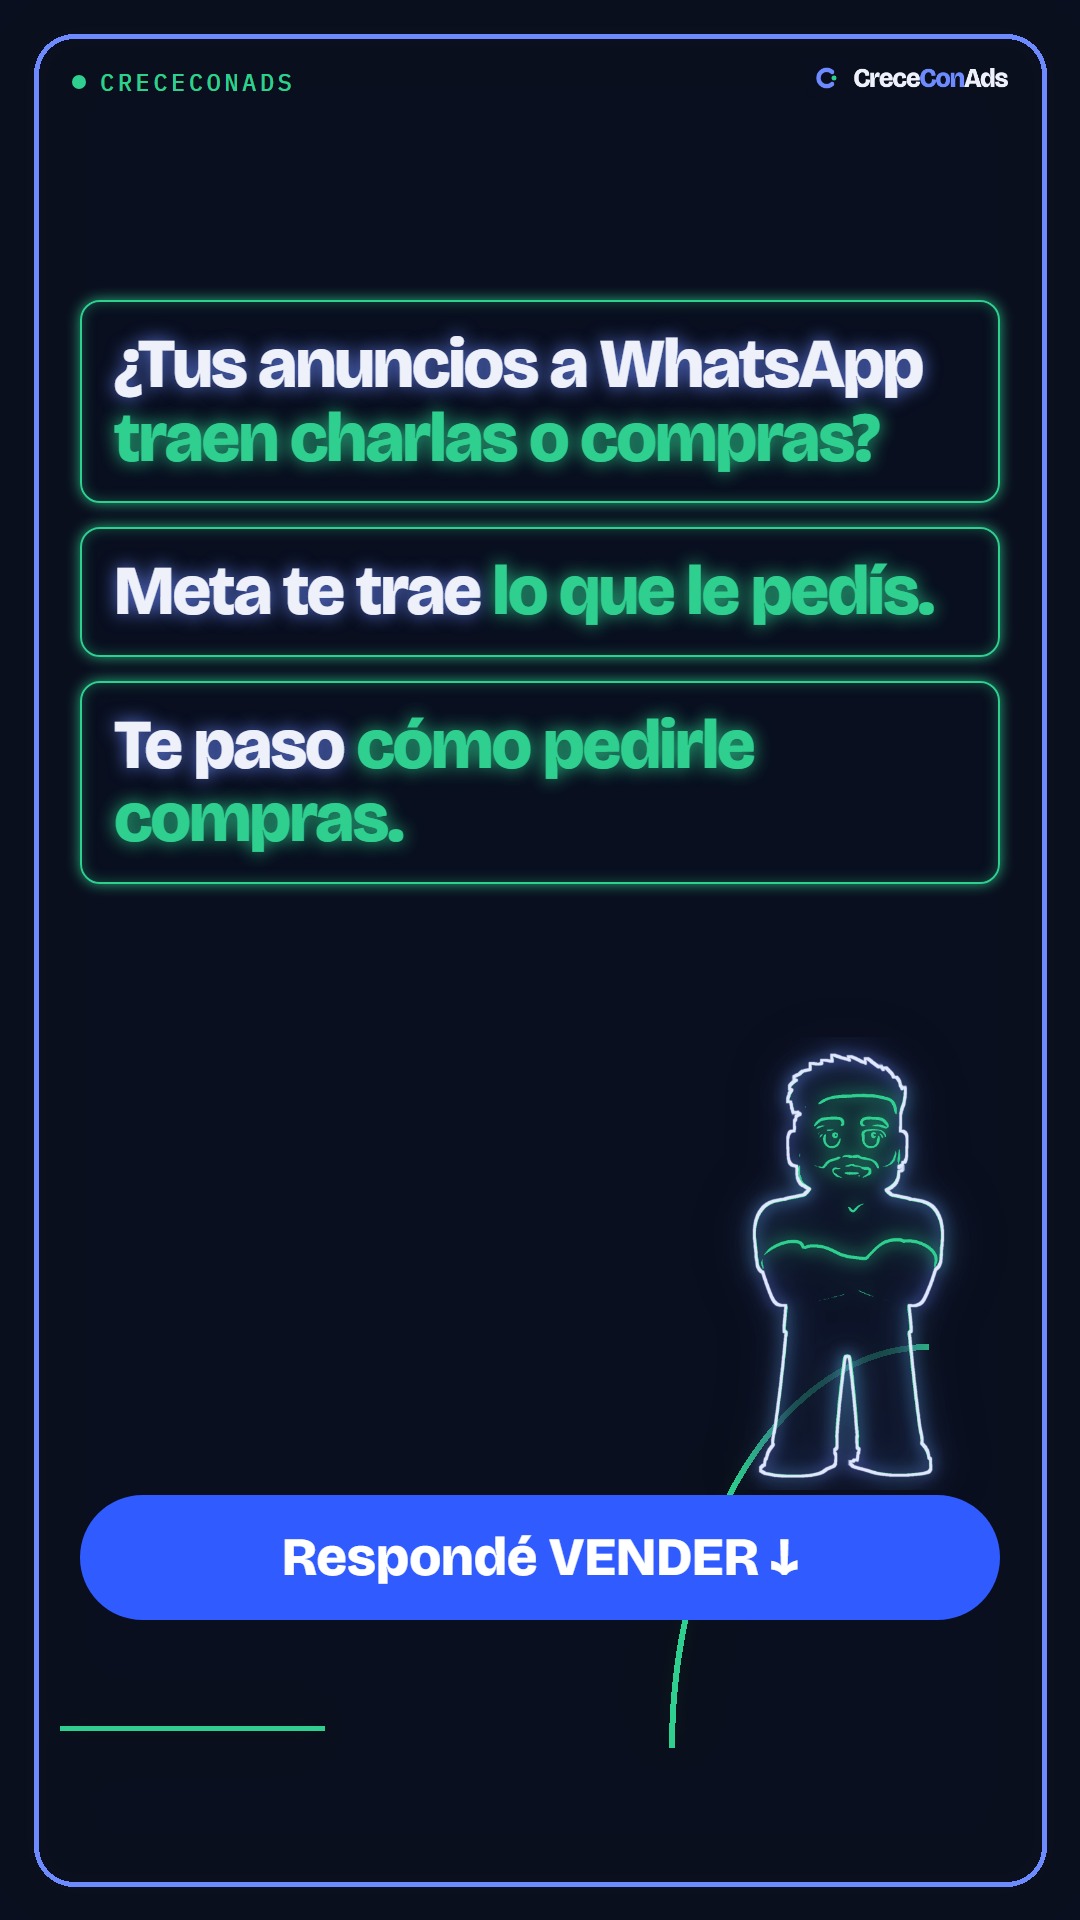 CRECECONADS
CreceConAds
¿Tus anuncios a WhatsApp
traen charlas o compras?
Meta te trae lo que le pedís.
Te paso cómo pedirle
compras.
Respondé VENDER ↓